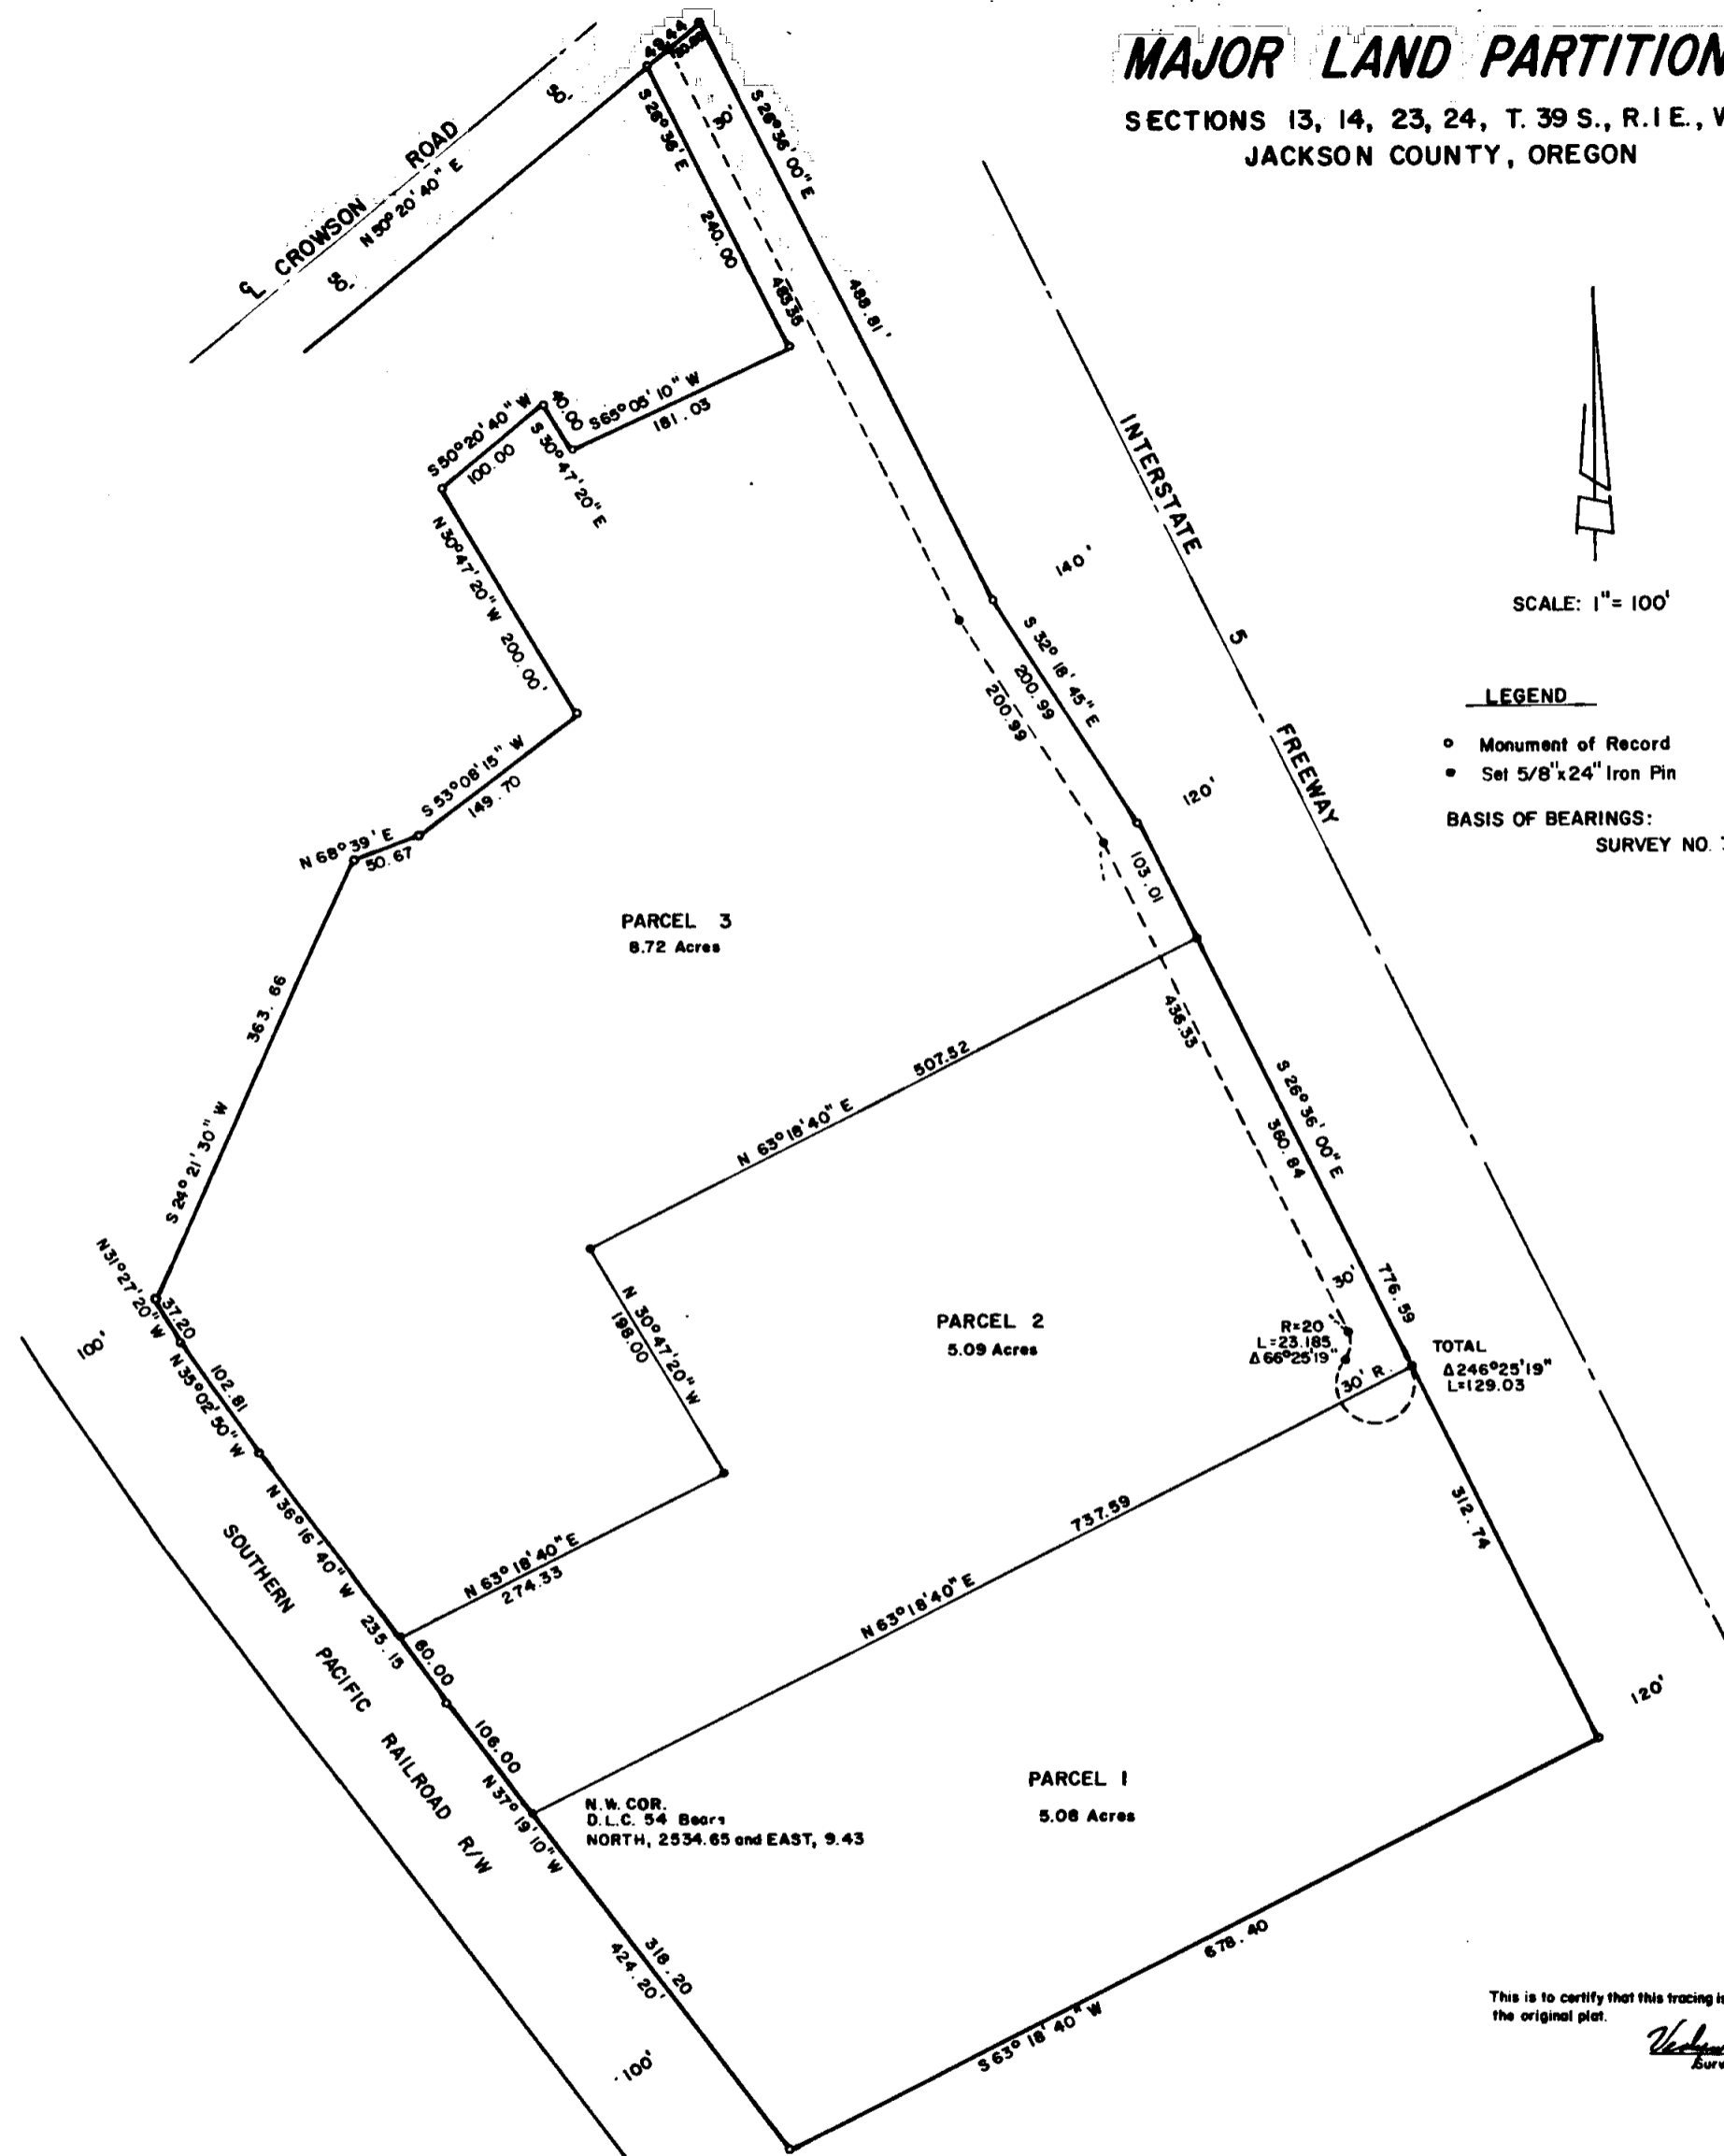 MAJOR LAND PARTITION
SECTIONS 13, 14, 23, 24, T. 39 S., R. 1 E.,
JACKSON COUNTY, OREGON
℄ CROWSON ROAD
N 50° 20' 40" E
50'
50'
49.44
S 26° 36' E
240.00
30'
S 26° 36' 00" E
488.81'
483.35
S 65° 05' 10" W
181.03
40.00
S 30° 47' 20" E
S 50° 20' 40" W
100.00
N 30° 47' 20" W 200.00'
S 53° 08' 15" W
149.70
N 68° 39' E
50.67
363.66
S 24° 21' 30" W
N 31° 27' 20" W
37.20
100'
102.81
N 35° 02' 50" W
N 36° 16' 40" W 235.15
60.00
106.00
N 37° 19' 10" W
318.20
424.20'
100'
SOUTHERN PACIFIC RAILROAD R/W
INTERSTATE 5 FREEWAY
140'
S 32° 18' 45" E
200.99
200.99
120'
103.01
PARCEL 3
8.72 Acres
507.52
N 63° 18' 40" E
436.33
S 26° 36' 00" E
360.84
776.59
30'
N 30° 47' 20" W
198.00
PARCEL 2
5.09 Acres
R=20'
L=23.185
Δ 66° 25' 19"
30' R.
TOTAL
Δ 246° 25' 19"
L=129.03
N 63° 18' 40" E
274.33
737.59
N 63° 18' 40" E
312.74
120'
N.W. COR.
D.L.C. 54 Bears
NORTH, 2534.65 and EAST, 9.43
PARCEL 1
5.08 Acres
678.40
S 63° 18' 40" W
SCALE: 1" = 100'
LEGEND
Monument of Record
Set 5/8" x 24" Iron Pin
BASIS OF BEARINGS:
SURVEY NO.
This is to certify that this tracing is
the original plat.